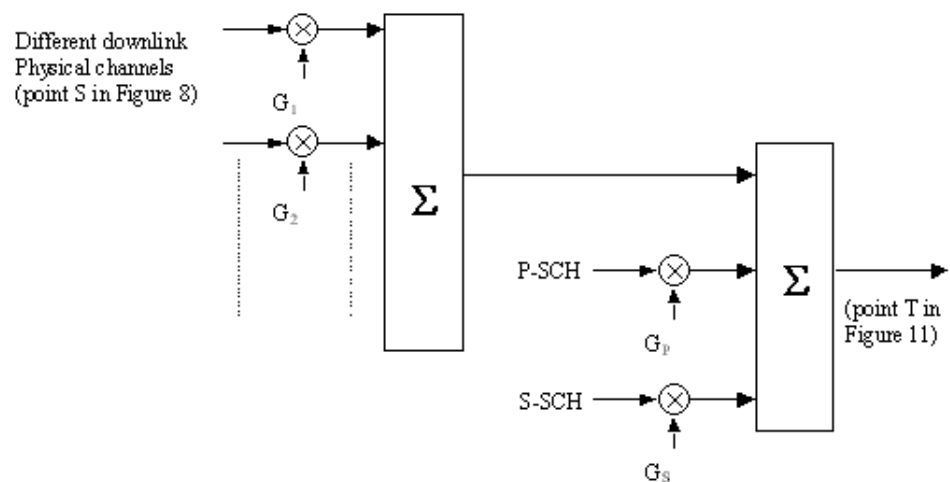 Different downlink
Physical channels
(point S in Figure 8)
G1
G2
Σ
P-SCH
GP
S-SCH
GS
Σ
(point T in
Figure 11)